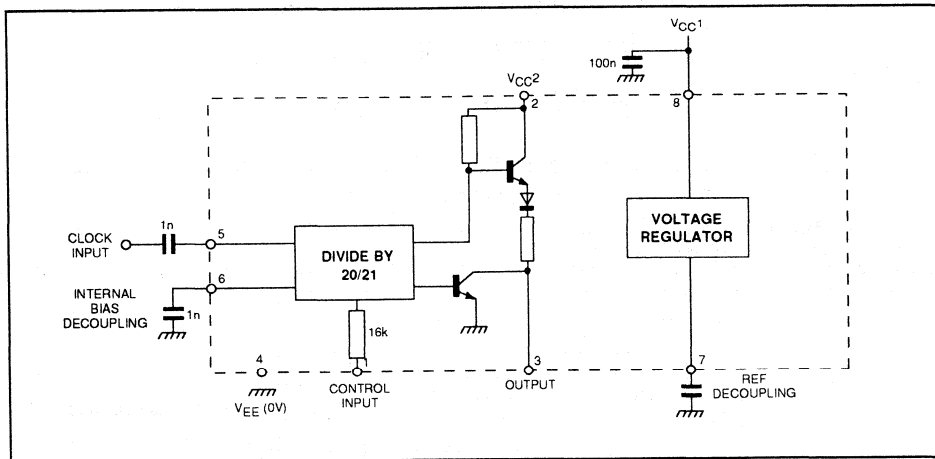 VCC1
100n
VCC2
2
8
1n
CLOCK
INPUT
5
DIVIDE BY
20/21
VOLTAGE
REGULATOR
6
INTERNAL
BIAS
DECOUPLING
1n
16k
4
1
3
7
VEE (0V)
CONTROL
INPUT
OUTPUT
REF
DECOUPLING